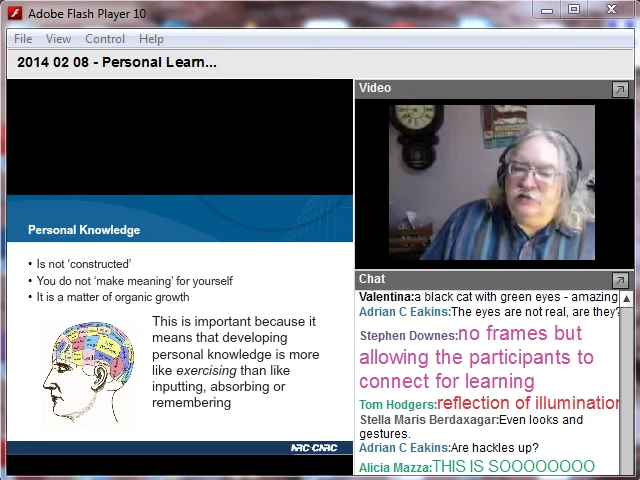 Adobe Flash Player 10
File View Control Help
2014 02 08 - Personal Learn...
Personal Knowledge
• Is not ‘constructed’
• You do not ‘make meaning’ for yourself
• It is a matter of organic growth
This is important because it
means that developing
personal knowledge is more
like exercising than like
inputting, absorbing or
remembering
NRC-CNRC
Video
Chat
Valentina:a black cat with green eyes - amazing
Adrian C Eakins:The eyes are not real, are they?
Stephen Downes:no frames but
allowing the participants to
connect for learning
Tom Hodgers:reflection of illumination
Stella Maris Berdaxagar:Even looks and
gestures.
Adrian C Eakins:Are hackles up?
Alicia Mazza:THIS IS SOOOOOOOO